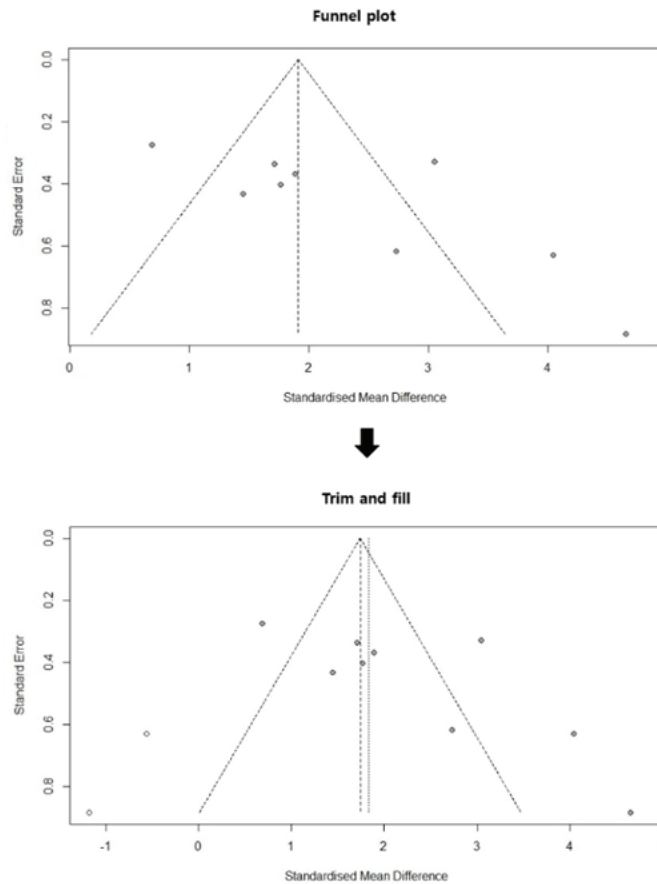 Funnel plot
Standard Error
0.0
0.2
0.4
0.6
0.8
0 1 2 3 4
Standardised Mean Difference
Trim and fill
Standard Error
0.0
0.2
0.4
0.6
0.8
-1 0 1 2 3 4
Standardised Mean Difference